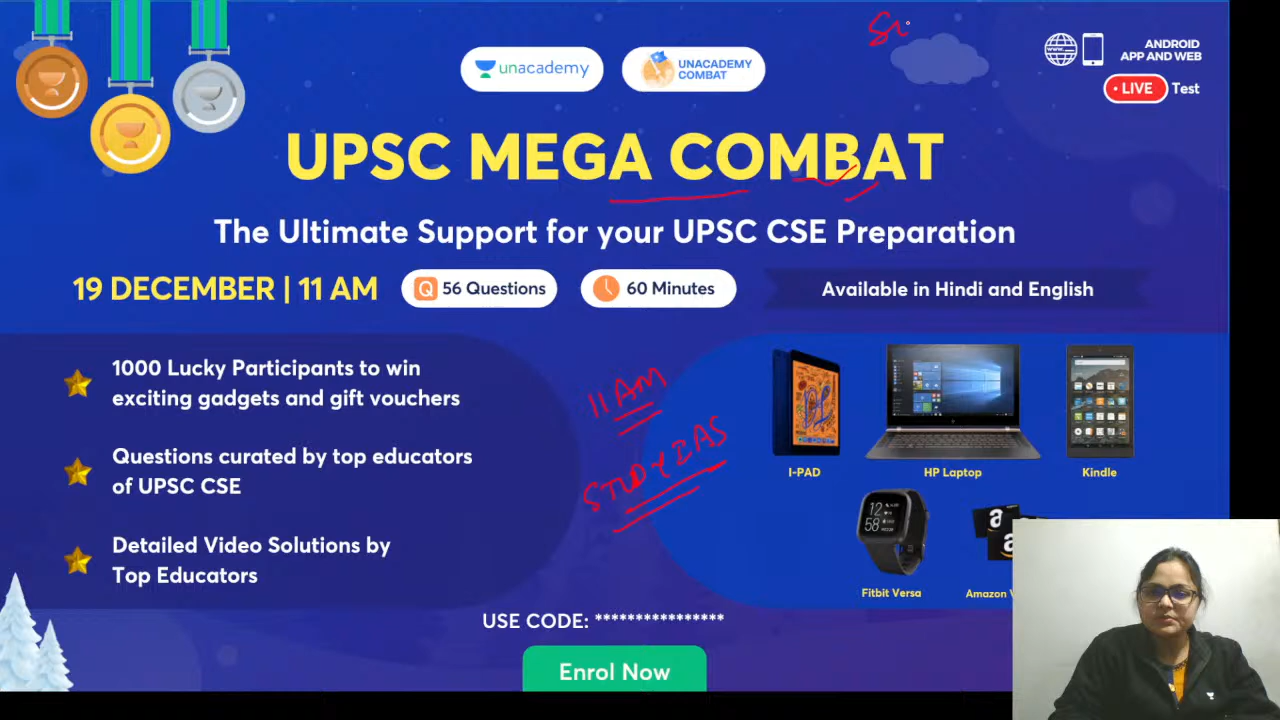 unacademy
UNACADEMY
COMBAT
ANDROID
APP AND WEB
• LIVE Test
UPSC MEGA COMBAT
The Ultimate Support for your UPSC CSE Preparation
19 DECEMBER | 11 AM
Q 56 Questions
60 Minutes
Available in Hindi and English
1000 Lucky Participants to win
exciting gadgets and gift vouchers
Questions curated by top educators
of UPSC CSE
Detailed Video Solutions by
Top Educators
11 AM
STUDYIAS
I-PAD
HP Laptop
Kindle
12
58
Fitbit Versa
Amazon
USE CODE: ****************
Enrol Now